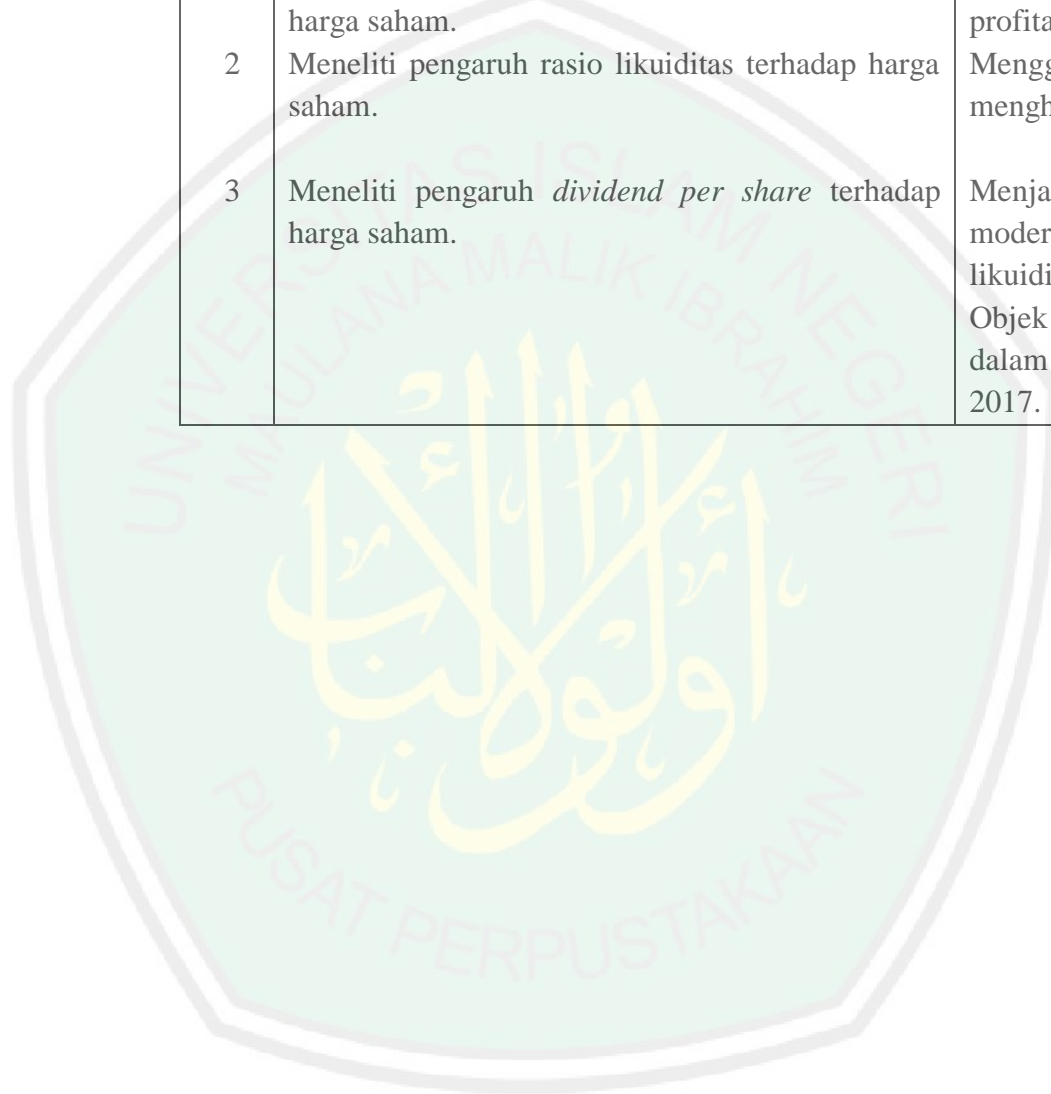 harga saham.
profita
2 Meneliti pengaruh rasio likuiditas terhadap harga
Mengg
saham.
mengh
3 Meneliti pengaruh dividend per share terhadap
Menja
harga saham.
moder
likuidi
Objek
dalam
2017.
UNIVERSITAS ISLAM NEGERI
MAULANA MALIK IBRAHIM
PUSAT PERPUSTAKAAN